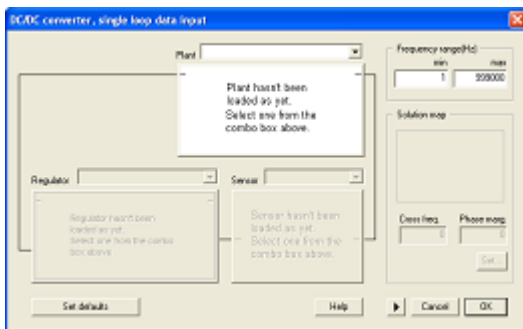 DC/DC converter, single loop data input
Plant
Plant hasn't been
loaded as yet.
Select one from the
combo box above.
Frequency range(Hz)
min max
1 999000
Solution map
Regulator
Regulator hasn't been
loaded as yet.
Select one from the combo
box above.
Sensor
Sensor hasn't been
loaded as yet.
Select one from the
combo box above.
Cross freq. Phase marg.
0 0
Set...
Set defaults
Help
Cancel
OK